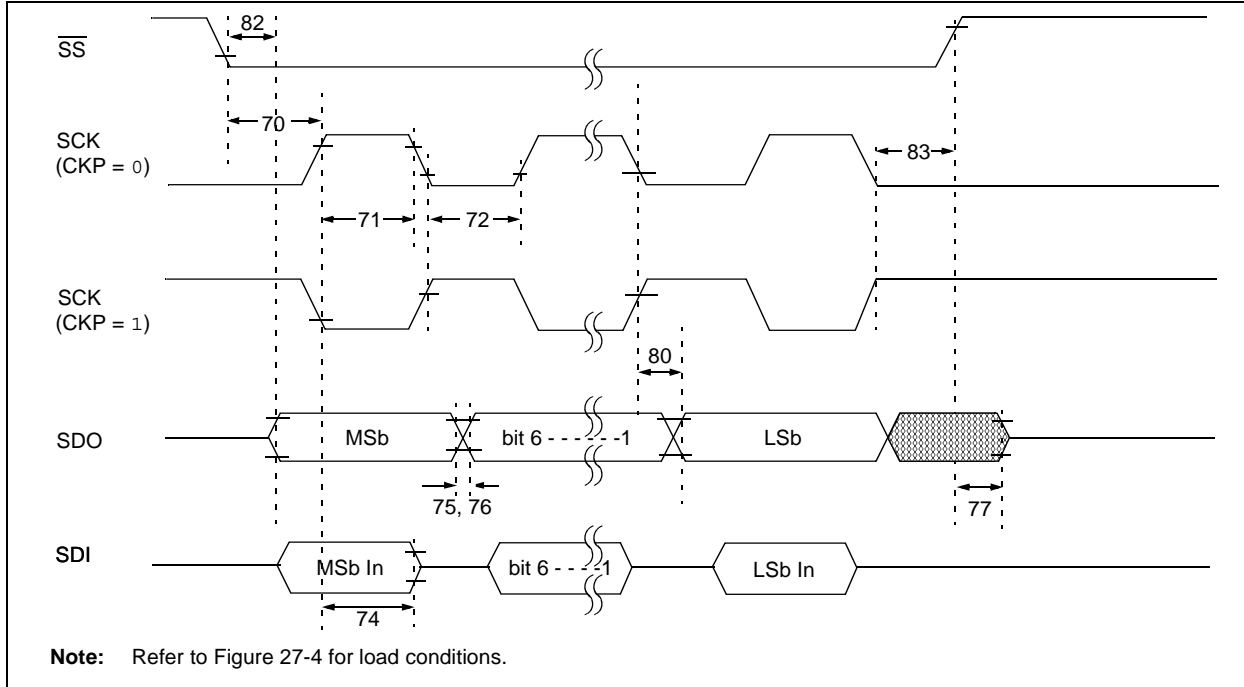 82
SS
70
SCK
(CKP = 0)
83
71
72
SCK
(CKP = 1)
80
SDO
MSb
bit 6 - - - - - -1
LSb
75, 76
77
SDI
MSb In
bit 6 - - - -1
LSb In
74
Note: Refer to Figure 27-4 for load conditions.